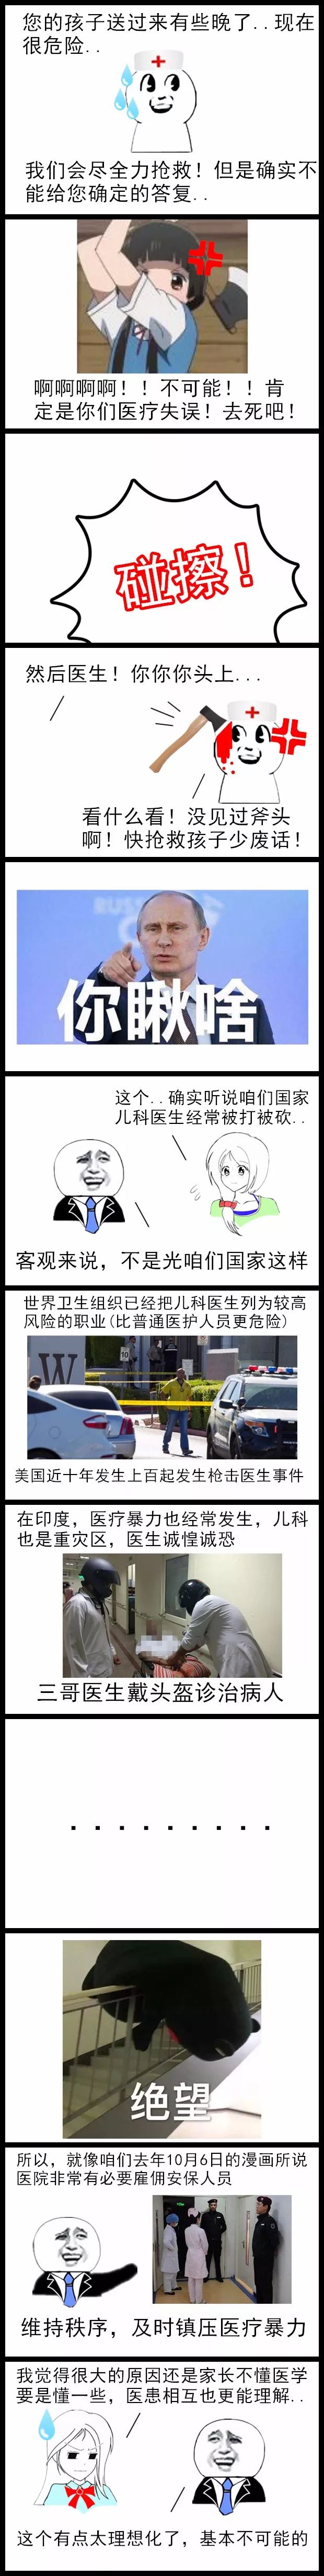 您的孩子送过来有些晚了..现在
很危险..
我们会尽全力抢救！但是确实不
能给您确定的答复..
啊啊啊啊！！不可能！！肯
定是你们医疗失误！去死吧！
碰擦！
然后医生！你你你头上...
看什么看！没见过斧头
啊！快抢救孩子少废话！
RUSS
你瞅啥
这个..确实听说咱们国家
儿科医生经常被打被砍..
客观来说，不是光咱们国家这样
世界卫生组织已经把儿科医生列为较高
风险的职业(比普通医护人员更危险)
W
美国近十年发生上百起发生枪击医生事件
在印度，医疗暴力也经常发生，儿科
也是重灾区，医生诚惶诚恐
三哥医生戴头盔诊治病人
.........
绝望
所以，就像咱们去年10月6日的漫画所说
医院非常有必要雇佣安保人员
维持秩序，及时镇压医疗暴力
我觉得很大的原因还是家长不懂医学
要是懂一些，医患相互也更能理解..
这个有点太理想化了，基本不可能的